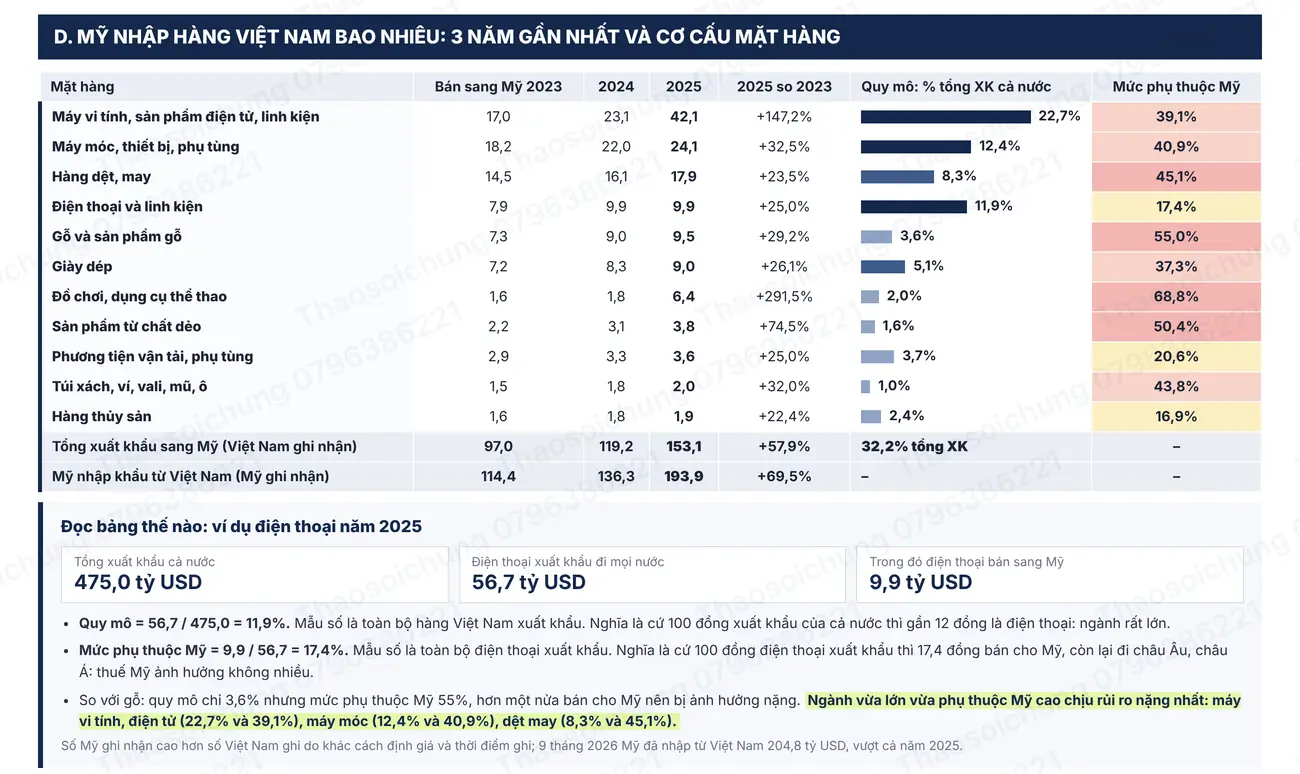 D. MỸ NHẬP HÀNG VIỆT NAM BAO NHIÊU: 3 NĂM GẦN NHẤT VÀ CƠ CẤU MẶT HÀNG
Mặt hàng Bán sang Mỹ 2023 2024 2025 2025 so 2023 Quy mô: % tổng XK cả nước Mức phụ thuộc Mỹ
Máy vi tính, sản phẩm điện tử, linh kiện 17,0 23,1 42,1 +147,2% 22,7% 39,1%
Máy móc, thiết bị, phụ tùng 18,2 22,0 24,1 +32,5% 12,4% 40,9%
Hàng dệt, may 14,5 16,1 17,9 +23,5% 8,3% 45,1%
Điện thoại và linh kiện 7,9 9,9 9,9 +25,0% 11,9% 17,4%
Gỗ và sản phẩm gỗ 7,3 9,0 9,5 +29,2% 3,6% 55,0%
Giày dép 7,2 8,3 9,0 +26,1% 5,1% 37,3%
Đồ chơi, dụng cụ thể thao 1,6 1,8 6,4 +291,5% 2,0% 68,8%
Sản phẩm từ chất dẻo 2,2 3,1 3,8 +74,5% 1,6% 50,4%
Phương tiện vận tải, phụ tùng 2,9 3,3 3,6 +25,0% 3,7% 20,6%
Túi xách, ví, vali, mũ, ô 1,5 1,8 2,0 +32,0% 1,0% 43,8%
Hàng thủy sản 1,6 1,8 1,9 +22,4% 2,4% 16,9%
Tổng xuất khẩu sang Mỹ (Việt Nam ghi nhận) 97,0 119,2 153,1 +57,9% 32,2% tổng XK –
Mỹ nhập khẩu từ Việt Nam (Mỹ ghi nhận) 114,4 136,3 193,9 +69,5% – –
Đọc bảng thế nào: ví dụ điện thoại năm 2025
Tổng xuất khẩu cả nước Điện thoại xuất khẩu đi mọi nước Trong đó điện thoại bán sang Mỹ
475,0 tỷ USD 56,7 tỷ USD 9,9 tỷ USD
• Quy mô = 56,7 / 475,0 = 11,9%. Mẫu số là toàn bộ hàng Việt Nam xuất khẩu. Nghĩa là cứ 100 đồng xuất khẩu của cả nước thì gần 12 đồng là điện thoại: ngành rất lớn.
• Mức phụ thuộc Mỹ = 9,9 / 56,7 = 17,4%. Mẫu số là toàn bộ điện thoại xuất khẩu. Nghĩa là cứ 100 đồng điện thoại xuất khẩu thì 17,4 đồng bán cho Mỹ, còn lại đi châu Âu, châu
Á: thuế Mỹ ảnh hưởng không nhiều.
• So với gỗ: quy mô chỉ 3,6% nhưng mức phụ thuộc Mỹ 55%, hơn một nửa bán cho Mỹ nên bị ảnh hưởng nặng. Ngành vừa lớn vừa phụ thuộc Mỹ cao chịu rủi ro nặng nhất: máy
vi tính, điện tử (22,7% và 39,1%), máy móc (12,4% và 40,9%), dệt may (8,3% và 45,1%).
Số Mỹ ghi nhận cao hơn số Việt Nam ghi do khác cách định giá và thời điểm ghi; 9 tháng 2026 Mỹ đã nhập từ Việt Nam 204,8 tỷ USD, vượt cả năm 2025.
Thaosoichung 0796386221